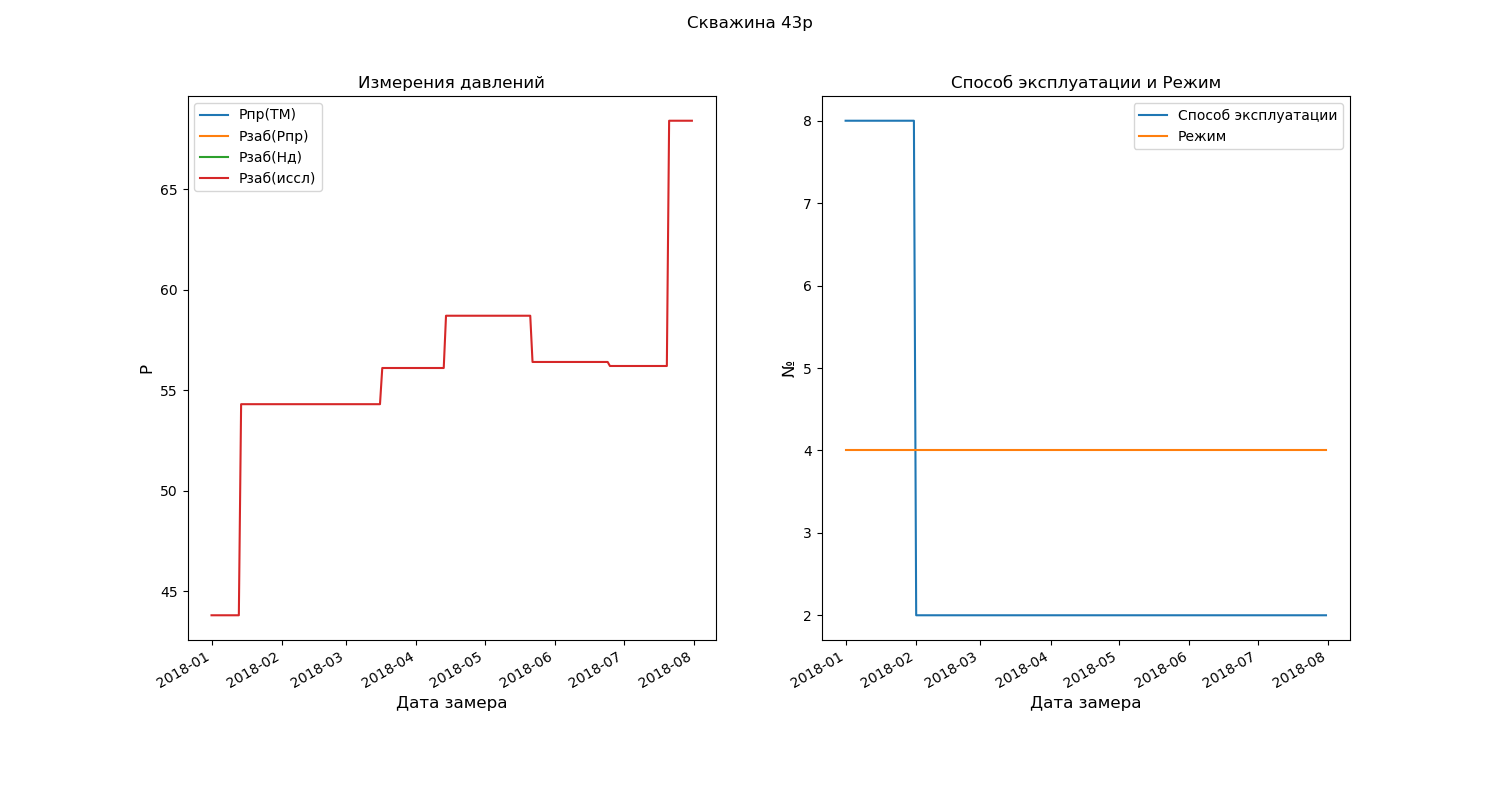 Скважина 43р
Измерения давлений
Рпр(ТМ)
Рзаб(Рпр)
Рзаб(Нд)
Рзаб(иссл)
65
60
55
50
45
Р
2018-01
2018-02
2018-03
2018-04
2018-05
2018-06
2018-07
2018-08
Дата замера
Способ эксплуатации и Режим
Способ эксплуатации
Режим
8
7
6
5
4
3
2
№
2018-01
2018-02
2018-03
2018-04
2018-05
2018-06
2018-07
2018-08
Дата замера